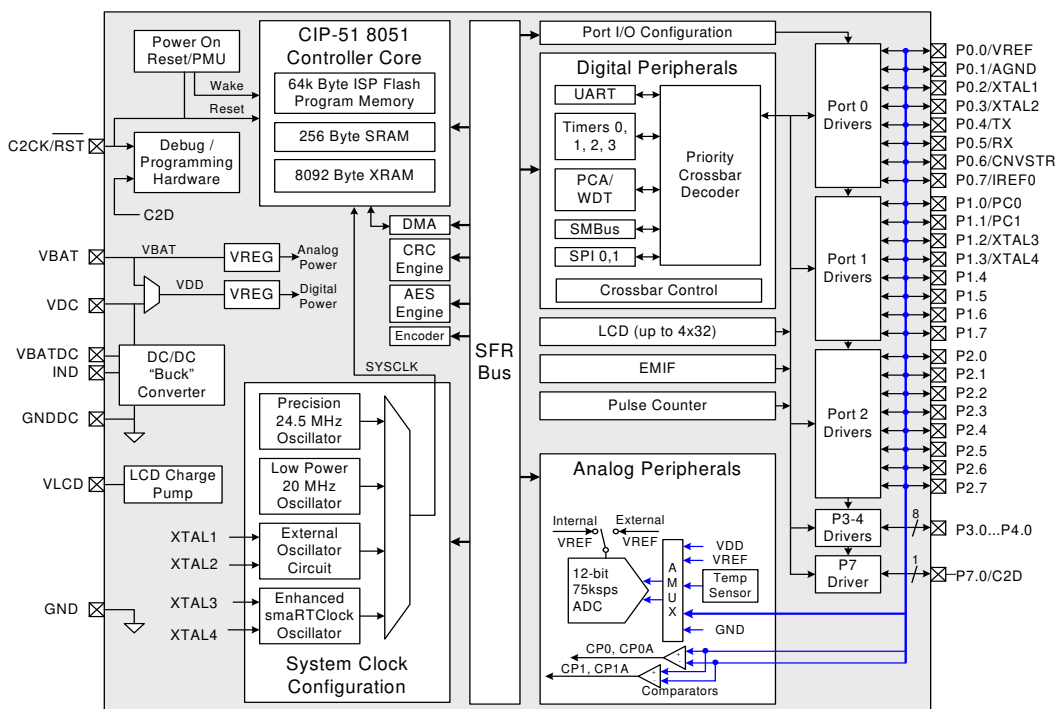 Power On
Reset/PMU
Wake
Reset
C2CK/RST
Debug /
Programming
Hardware
C2D
CIP-51 8051
Controller Core
64k Byte ISP Flash
Program Memory
256 Byte SRAM
8092 Byte XRAM
DMA
CRC
Engine
AES
Engine
Encoder
SYSCLK
VBAT
VBAT
VREG
Analog
Power
VDC
VDD
VREG
Digital
Power
VBATDC
IND
DC/DC
“Buck”
Converter
GNDDC
VLCD
LCD Charge
Pump
Precision
24.5 MHz
Oscillator
Low Power
20 MHz
Oscillator
XTAL1
XTAL2
External
Oscillator
Circuit
XTAL3
XTAL4
Enhanced
smaRTClock
Oscillator
GND
System Clock
Configuration
SFR
Bus
Port I/O Configuration
Digital Peripherals
UART
Timers 0,
1, 2, 3
PCA/
WDT
SMBus
SPI 0,1
Priority
Crossbar
Decoder
Crossbar Control
LCD (up to 4x32)
EMIF
Pulse Counter
Analog Peripherals
Internal
VREF
External
VREF
12-bit
75ksps
ADC
AMUX
VDD
VREF
Temp
Sensor
GND
CP0, CP0A
CP1, CP1A
+
-
+
-
Comparators
Port 0
Drivers
Port 1
Drivers
Port 2
Drivers
P3-4
Drivers
P7
Driver
8
1
P0.0/VREF
P0.1/AGND
P0.2/XTAL1
P0.3/XTAL2
P0.4/TX
P0.5/RX
P0.6/CNVSTR
P0.7/IREF0
P1.0/PC0
P1.1/PC1
P1.2/XTAL3
P1.3/XTAL4
P1.4
P1.5
P1.6
P1.7
P2.0
P2.1
P2.2
P2.3
P2.4
P2.5
P2.6
P2.7
P3.0...P4.0
P7.0/C2D